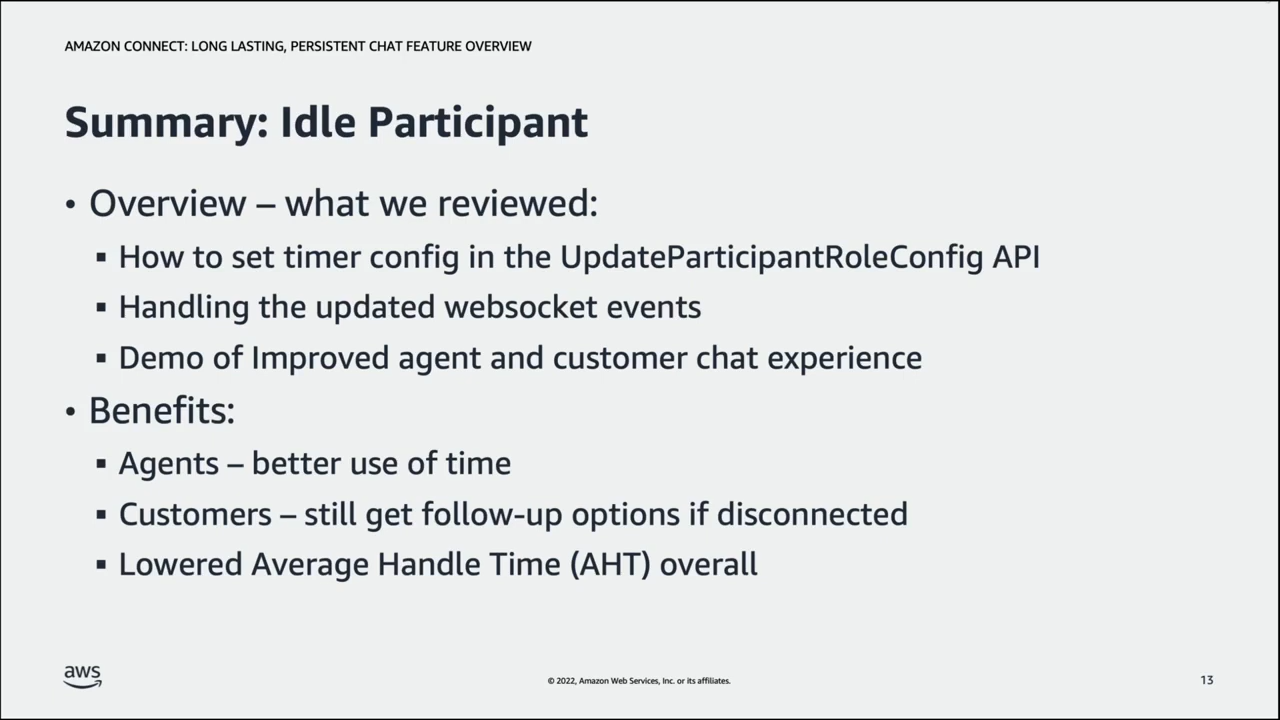 AMAZON CONNECT: LONG LASTING, PERSISTENT CHAT FEATURE OVERVIEW
Summary: Idle Participant
• Overview – what we reviewed:
▪ How to set timer config in the UpdateParticipantRoleConfig API
▪ Handling the updated websocket events
▪ Demo of Improved agent and customer chat experience
• Benefits:
▪ Agents – better use of time
▪ Customers – still get follow-up options if disconnected
▪ Lowered Average Handle Time (AHT) overall
aws
© 2022, Amazon Web Services, Inc. or its affiliates.
13